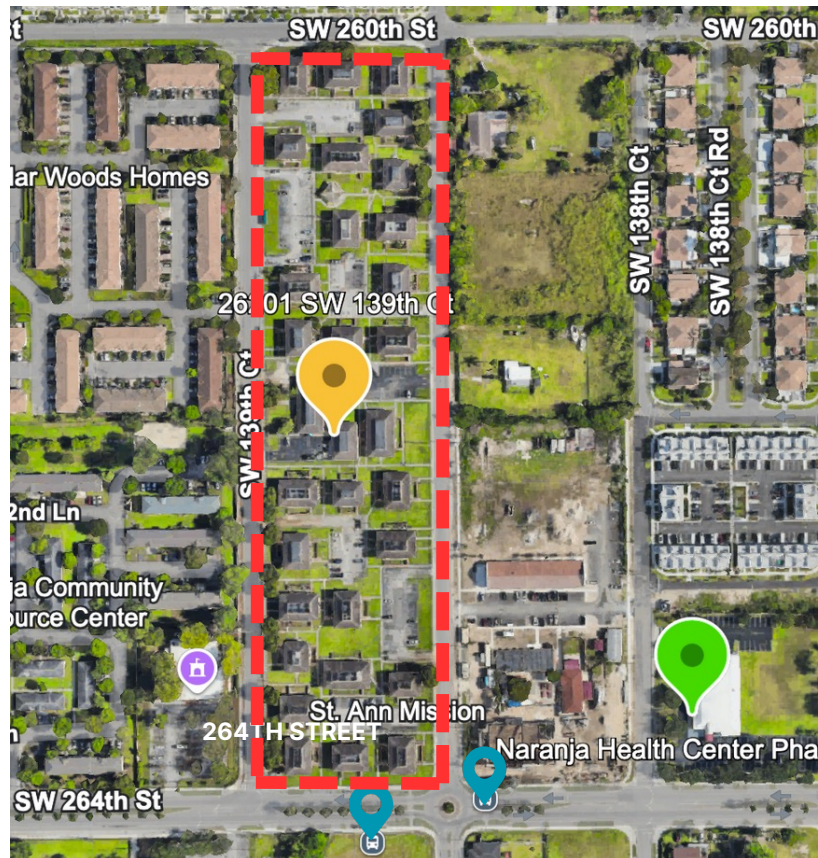 St
SW 260th St
SW 260th
lar Woods Homes
SW 138th Ct
SW 138th Ct Rd
26201 SW 139th Ct
SW 139th Ct
2nd Ln
ja Community
ource Center
St. Ann Mission
264TH STREET
Naranja Health Center Pha
SW 264th St